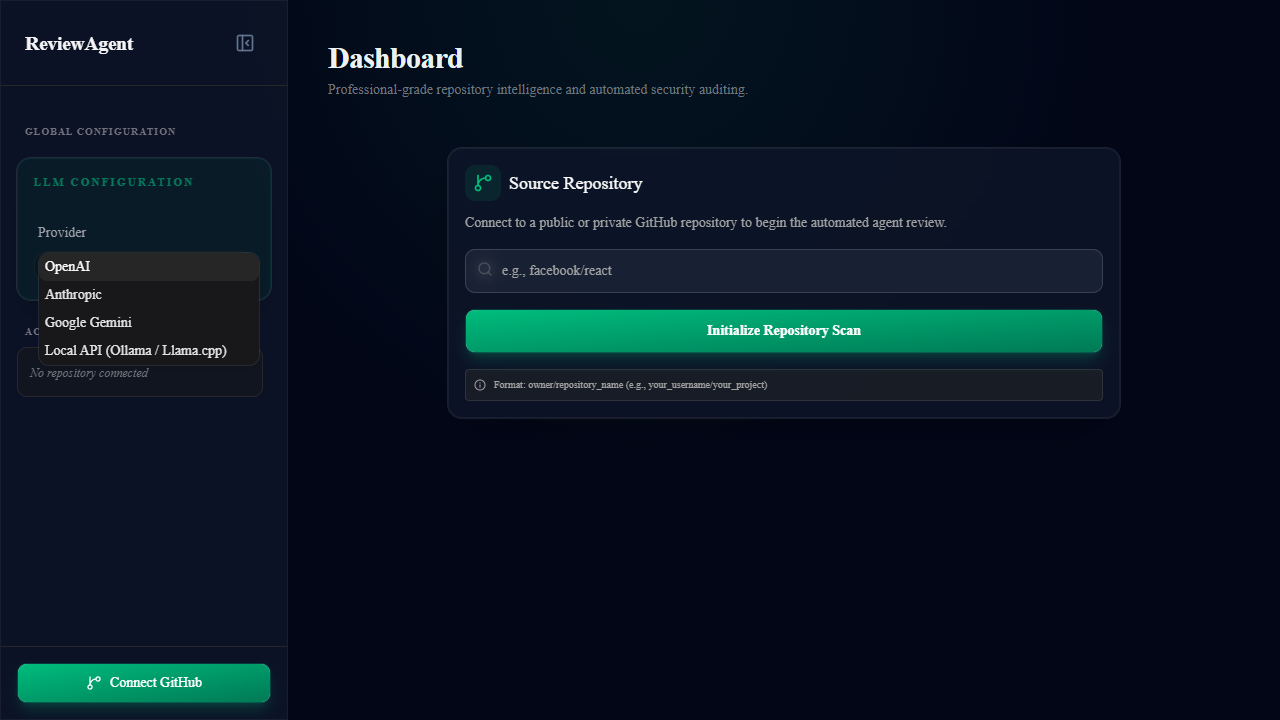 ReviewAgent
GLOBAL CONFIGURATION
LLM CONFIGURATION
Provider
OpenAI
Anthropic
Google Gemini
Local API (Ollama / Llama.cpp)
No repository connected
Connect GitHub
Dashboard
Professional-grade repository intelligence and automated security auditing.
Source Repository
Connect to a public or private GitHub repository to begin the automated agent review.
e.g., facebook/react
Initialize Repository Scan
Format: owner/repository_name (e.g., your_username/your_project)